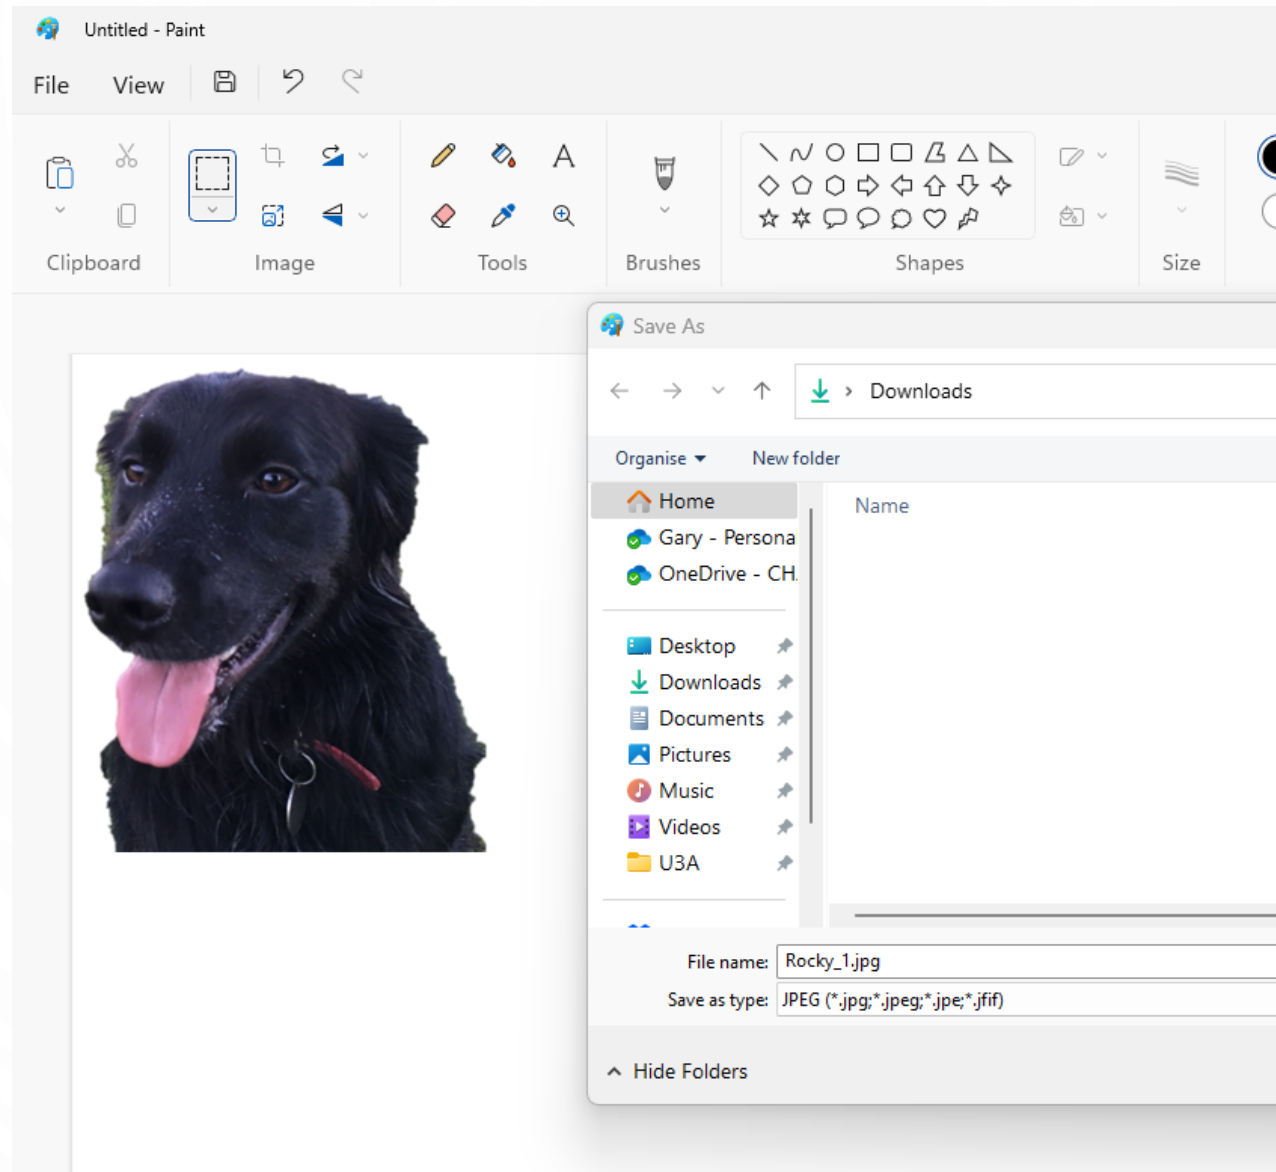 Untitled - Paint
File View
Clipboard Image Tools Brushes Shapes Size
Save As
Downloads
Organise New folder
Home
Name
Gary - Persona
OneDrive - CH
Desktop
Downloads
Documents
Pictures
Music
Videos
U3A
File name: Rocky_1.jpg
Save as type: JPEG (*.jpg;*.jpeg;*.jpe;*.jfif)
Hide Folders